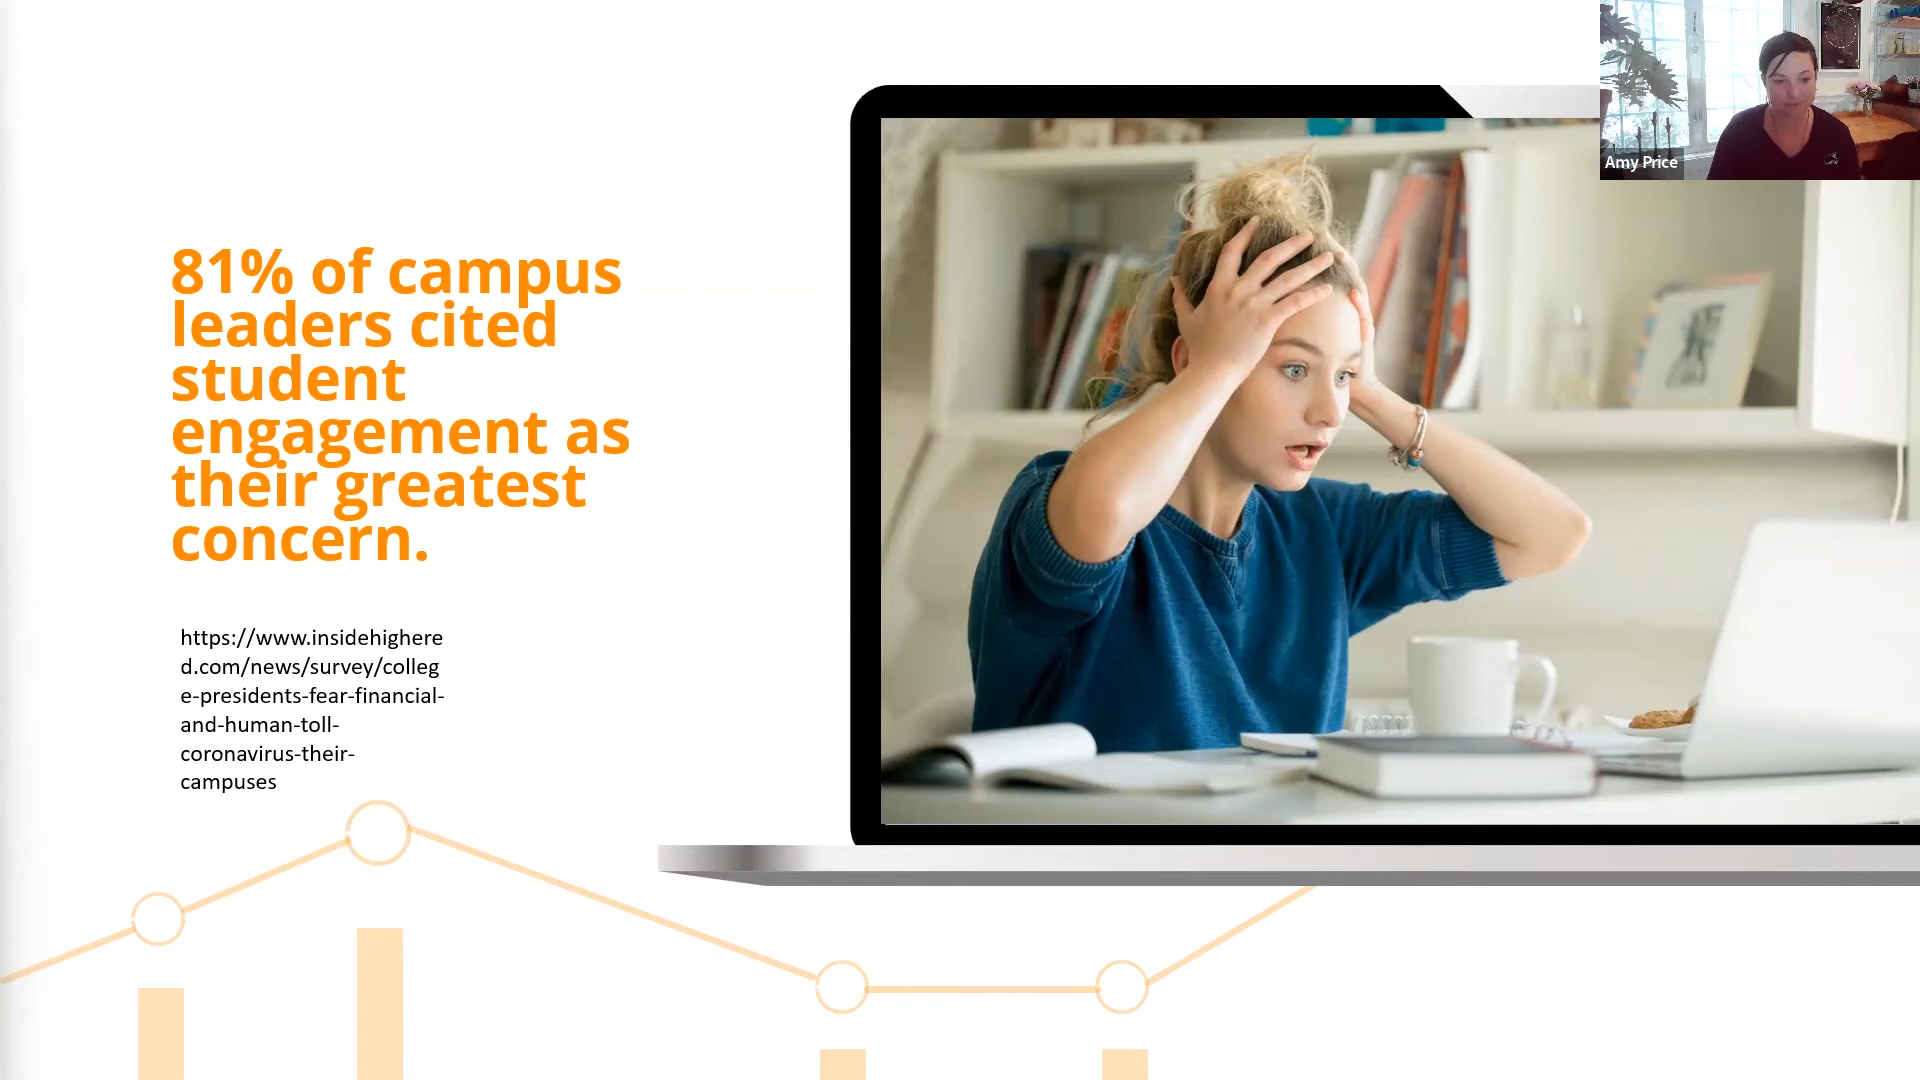 81% of campus
leaders cited
student
engagement as
their greatest
concern.
https://www.insidehighere
d.com/news/survey/colleg
e-presidents-fear-financial-
and-human-toll-
coronavirus-their-
campuses
Amy Price